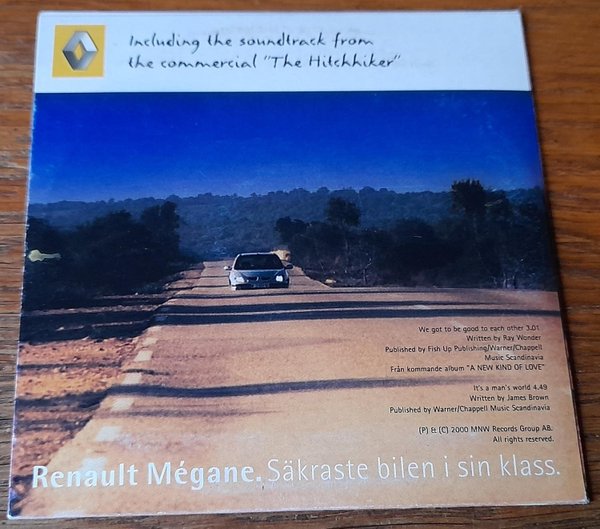 Including the soundtrack from
the commercial "The Hitchhiker"
We got to be good to each other 3.01
Written by Ray Wonder
Published by Fish Up Publishing/Warner/Chappell
Music Scandinavia
Från kommande album "A NEW KIND OF LOVE"
It's a man's world 4.49
Written by James Brown
Published by Warner/Chappell Music Scandinavia
(P) & (C) 2000 MNW Records Group AB.
All rights reserved.
Renault Mégane. Säkraste bilen i sin klass.